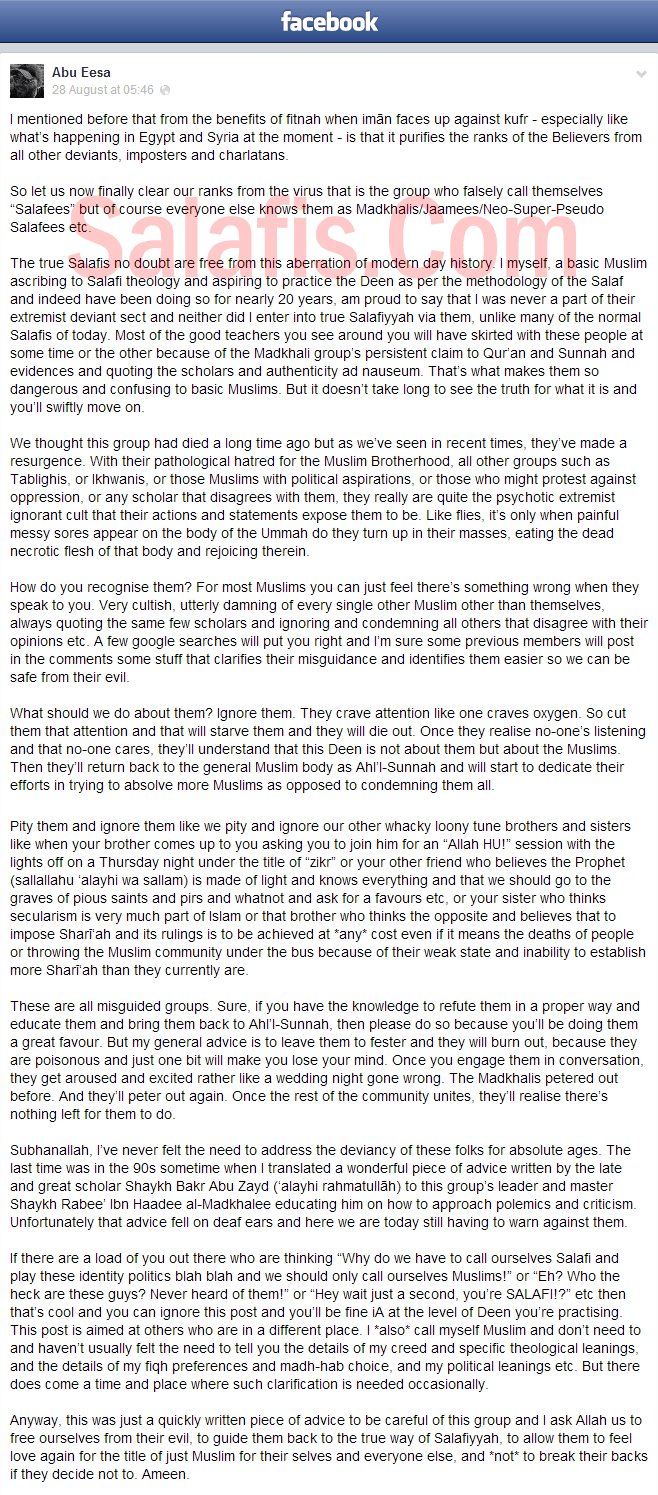 facebook
Abu Eesa
28 August at 05:46
I mentioned before that from the benefits of fitnah when imān faces up against kufr - especially like
what's happening in Egypt and Syria at the moment - is that it purifies the ranks of the Believers from
all other deviants, imposters and charlatans.
So let us now finally clear our ranks from the virus that is the group who falsely call themselves
“Salafees” but of course everyone else knows them as Madkhalis/Jaamees/Neo-Super-Pseudo
Salafees etc.
Salafis.Com
The true Salafis no doubt are free from this aberration of modern day history. I myself, a basic Muslim
ascribing to Salafi theology and aspiring to practice the Deen as per the methodology of the Salaf
and indeed have been doing so for nearly 20 years, am proud to say that I was never a part of their
extremist deviant sect and neither did I enter into true Salafiyyah via them, unlike many of the normal
Salafis of today. Most of the good teachers you see around you will have skirted with these people at
some time or the other because of the Madkhali group's persistent claim to Qur'an and Sunnah and
evidences and quoting the scholars and authenticity ad nauseum. That's what makes them so
dangerous and confusing to basic Muslims. But it doesn't take long to see the truth for what it is and
you'll swiftly move on.
We thought this group had died a long time ago but as we've seen in recent times, they've made a
resurgence. With their pathological hatred for the Muslim Brotherhood, all other groups such as
Tablighis, or Ikhwanis, or those Muslims with political aspirations, or those who might protest against
oppression, or any scholar that disagrees with them, they really are quite the psychotic extremist
ignorant cult that their actions and statements expose them to be. Like flies, it's only when painful
messy sores appear on the body of the Ummah do they turn up in their masses, eating the dead
necrotic flesh of that body and rejoicing therein.
How do you recognise them? For most Muslims you can just feel there's something wrong when they
speak to you. Very cultish, utterly damning of every single other Muslim other than themselves,
always quoting the same few scholars and ignoring and condemning all others that disagree with their
opinions etc. A few google searches will put you right and I'm sure some previous members will post
in the comments some stuff that clarifies their misguidance and identifies them easier so we can be
safe from their evil.
What should we do about them? Ignore them. They crave attention like one craves oxygen. So cut
them that attention and that will starve them and they will die out. Once they realise no-one's listening
and that no-one cares, they'll understand that this Deen is not about them but about the Muslims.
Then they'll return back to the general Muslim body as Ahl'l-Sunnah and will start to dedicate their
efforts in trying to absolve more Muslims as opposed to condemning them all.
Pity them and ignore them like we pity and ignore our other whacky loony tune brothers and sisters
like when your brother comes up to you asking you to join him for an “Allah HU!” session with the
lights off on a Thursday night under the title of “zikr” or your other friend who believes the Prophet
(sallallahu ‘alayhi wa sallam) is made of light and knows everything and that we should go to the
graves of pious saints and pirs and whatnot and ask for a favours etc, or your sister who thinks
secularism is very much part of Islam or that brother who thinks the opposite and believes that to
impose Sharī‘ah and its rulings is to be achieved at *any* cost even if it means the deaths of people
or throwing the Muslim community under the bus because of their weak state and inability to establish
more Sharī‘ah than they currently are.
These are all misguided groups. Sure, if you have the knowledge to refute them in a proper way and
educate them and bring them back to Ahl'l-Sunnah, then please do so because you'll be doing them
a great favour. But my general advice is to leave them to fester and they will burn out, because they
are poisonous and just one bit will make you lose your mind. Once you engage them in conversation,
they get aroused and excited rather like a wedding night gone wrong. The Madkhalis petered out
before. And they'll peter out again. Once the rest of the community unites, they'll realise there's
nothing left for them to do.
Subhanallah, I've never felt the need to address the deviancy of these folks for absolute ages. The
last time was in the 90s sometime when I translated a wonderful piece of advice written by the late
and great scholar Shaykh Bakr Abu Zayd (‘alayhi rahmatullāh) to this group's leader and master
Shaykh Rabee' Ibn Haadee al-Madkhalee educating him on how to approach polemics and criticism.
Unfortunately that advice fell on deaf ears and here we are today still having to warn against them.
If there are a load of you out there who are thinking “Why do we have to call ourselves Salafi and
play these identity politics blah blah and we should only call ourselves Muslims!” or “Eh? Who the
heck are these guys? Never heard of them!” or “Hey wait just a second, you're SALAFI!!?” etc then
that's cool and you can ignore this post and you'll be fine iA at the level of Deen you're practising.
This post is aimed at others who are in a different place. I *also* call myself Muslim and don't need to
and haven't usually felt the need to tell you the details of my creed and specific theological leanings,
and the details of my fiqh preferences and madh-hab choice, and my political leanings etc. But there
does come a time and place where such clarification is needed occasionally.
Anyway, this was just a quickly written piece of advice to be careful of this group and I ask Allah us to
free ourselves from their evil, to guide them back to the true way of Salafiyyah, to allow them to feel
love again for the title of just Muslim for their selves and everyone else, and *not* to break their backs
if they decide not to. Ameen.